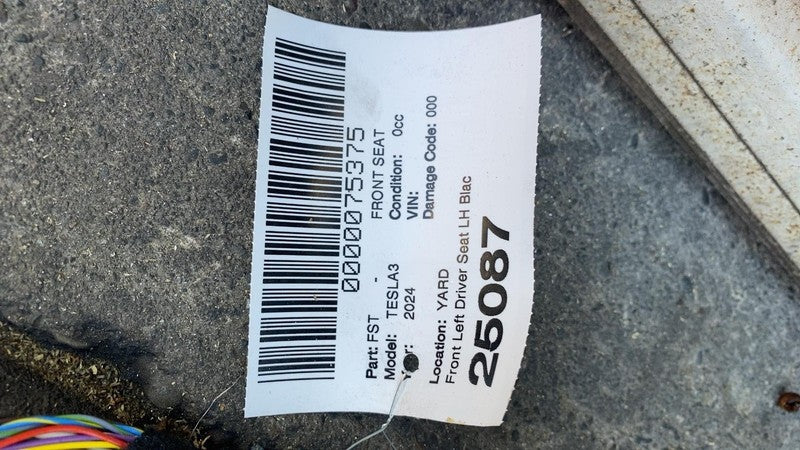 0000075375
Part: FST - FRONT SEAT
Model: TESLA3 Condition: 0cc
Year: 2024 VIN:
Damage Code: 000
Location: YARD
Front Left Driver Seat LH Blac
25087